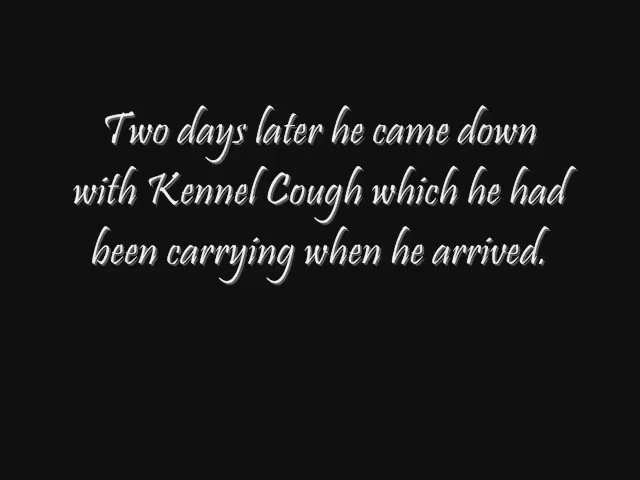 Two days later he came down
with Kennel Cough which he had
been carrying when he arrived.